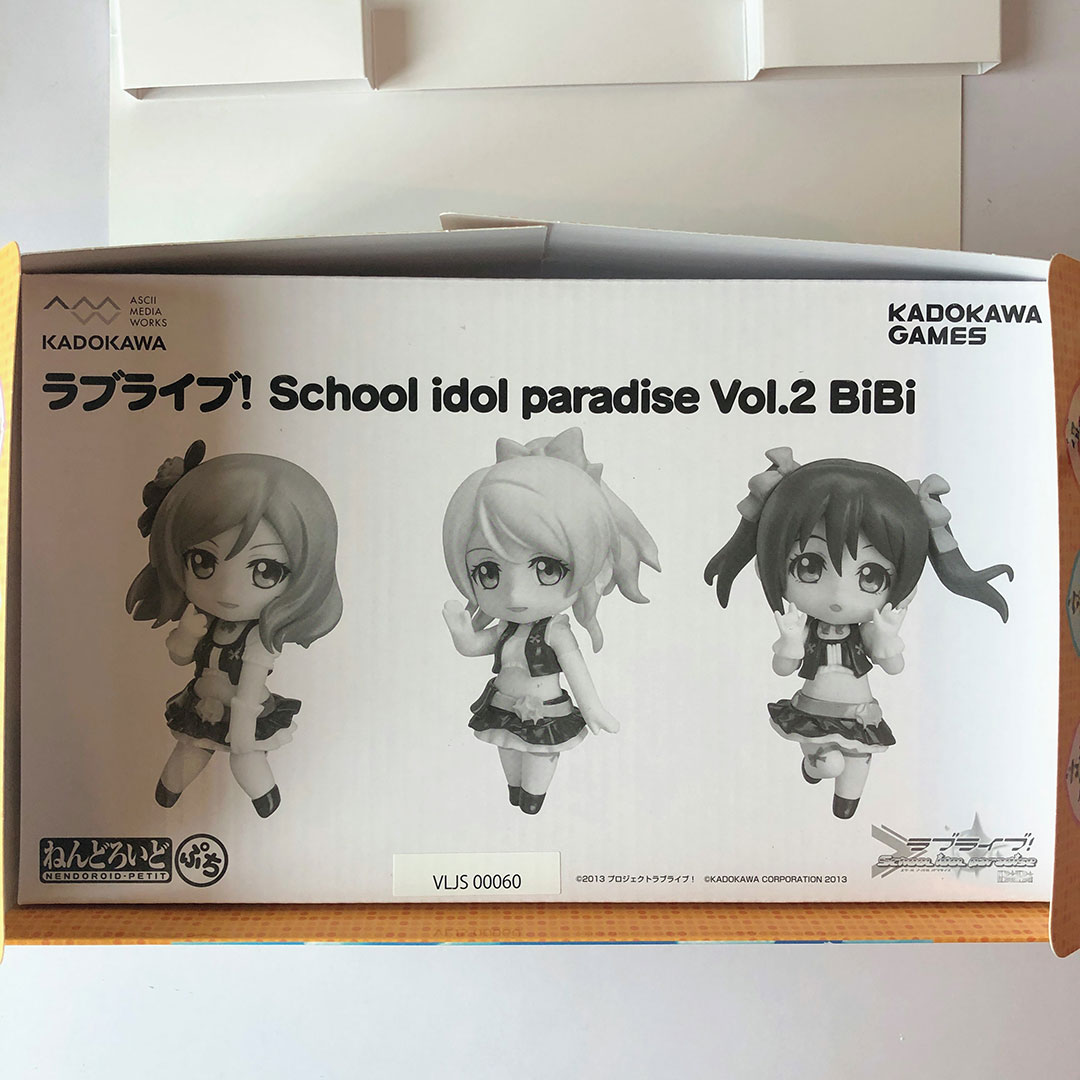 ASCII
MEDIA
WORKS
KADOKAWA
KADOKAWA
GAMES
ラブライブ! School idol paradise Vol.2 BiBi
ねんどろいど
NENDOROID・PETIT
ぷち
VLJS 00060
©2013 プロジェクトラブライブ! ©KADOKAWA CORPORATION 2013
ラブライブ!
School idol paradise